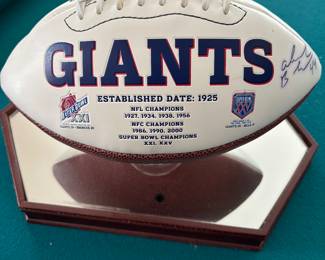 GIANTS
ESTABLISHED DATE: 1925
NFL CHAMPIONS
1927, 1934, 1938, 1956
NFC CHAMPIONS
1986, 1990, 2000
SUPER BOWL CHAMPIONS
XXI, XXV
XXI